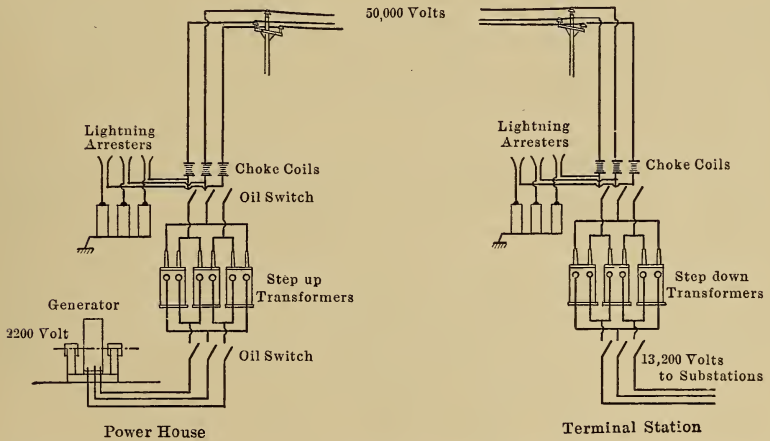 50,000 Volts
Lightning
Arresters
Choke Coils
Oil Switch
Step up
Transformers
Generator
2200 Volt
Oil Switch
Power House
Lightning
Arresters
Choke Coils
Step down
Transformers
13,200 Volts
to Substations
Terminal Station